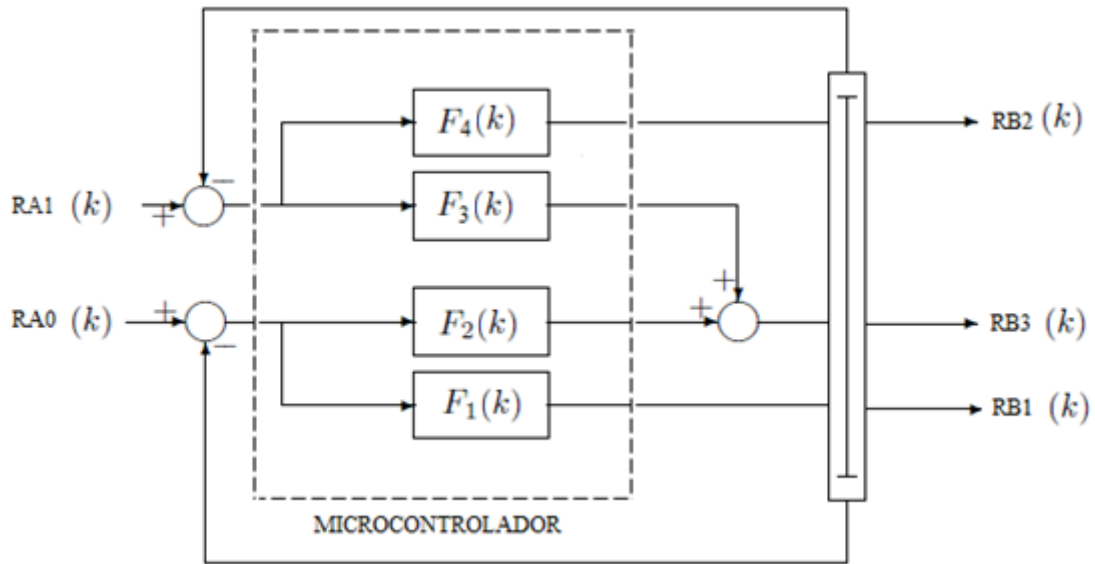 F₄(k)
RB2 (k)
−
RA1 (k)
+
F₃(k)
+
RA0 (k)
+
−
F₂(k)
+
RB3 (k)
F₁(k)
RB1 (k)
MICROCONTROLADOR